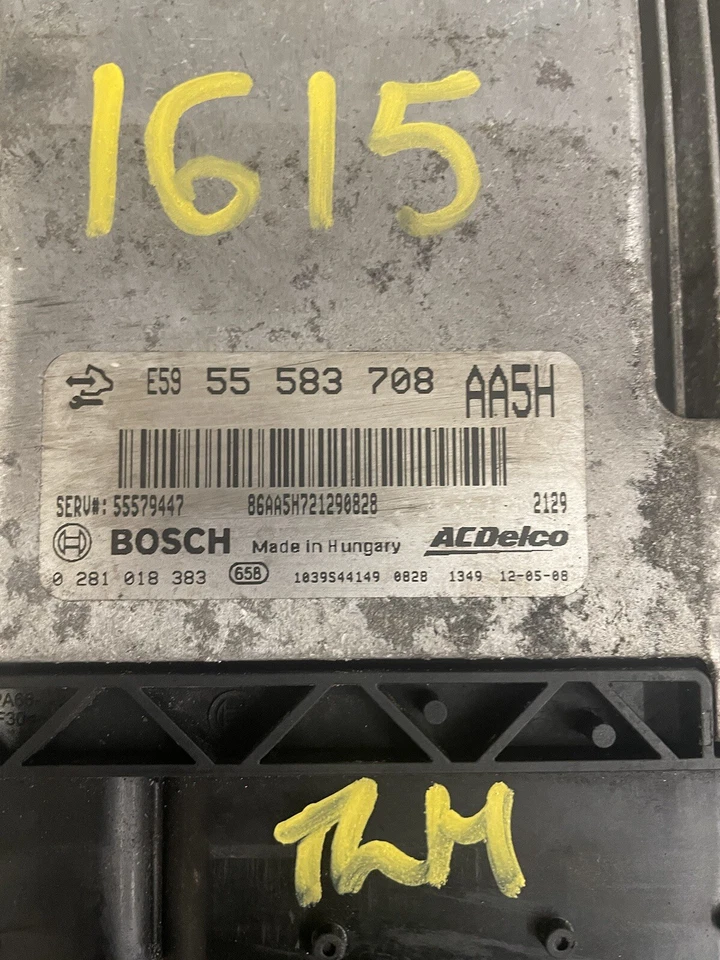 1615
E59 55 583 708 AA5H
SERV#: 55579447 86AA5H721290828 2129
BOSCH Made in Hungary ACDelco
0 281 018 383 658 1039S44149 0828 1349 12-05-08